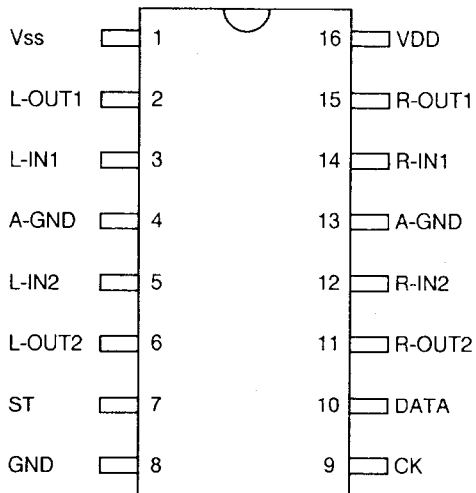 Vss 1 16 VDD
L-OUT1 2 15 R-OUT1
L-IN1 3 14 R-IN1
A-GND 4 13 A-GND
L-IN2 5 12 R-IN2
L-OUT2 6 11 R-OUT2
ST 7 10 DATA
GND 8 9 CK